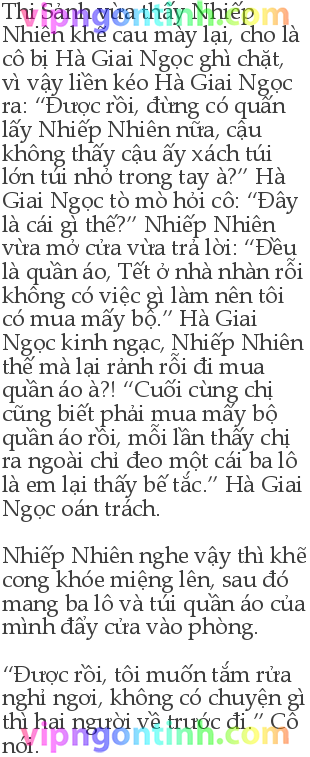 Thi Sảnh vừa thấy Nhiếp
Nhiên khẽ cau mày lại, cho là
cô bị Hà Giai Ngọc ghì chặt,
vì vậy liền kéo Hà Giai Ngọc
ra: “Được rồi, đừng có quấn
lấy Nhiếp Nhiên nữa, cậu
không thấy cậu ấy xách túi
lớn túi nhỏ trong tay à?” Hà
Giai Ngọc tò mò hỏi cô: “Đây
là cái gì thế?” Nhiếp Nhiên
vừa mở cửa vừa trả lời: “Đều
là quần áo, Tết ở nhà nhàn rỗi
không có việc gì làm nên tôi
có mua mấy bộ.” Hà Giai
Ngọc kinh ngạc, Nhiếp Nhiên
thế mà lại rảnh rỗi đi mua
quần áo à?! “Cuối cùng chị
cũng biết phải mua mấy bộ
quần áo rồi, mỗi lần thấy chị
ra ngoài chỉ đeo một cái ba lô
là em lại thấy bế tắc.” Hà Giai
Ngọc oán trách.

Nhiếp Nhiên nghe vậy thì khẽ
cong khóe miệng lên, sau đó
mang ba lô và túi quần áo của
mình đẩy cửa vào phòng.

“Được rồi, tôi muốn tắm rửa
nghỉ ngơi, không có chuyện gì
thì hai người về trước đi.” Cô
nói.
vipngontinh.com
vipngontinh.com